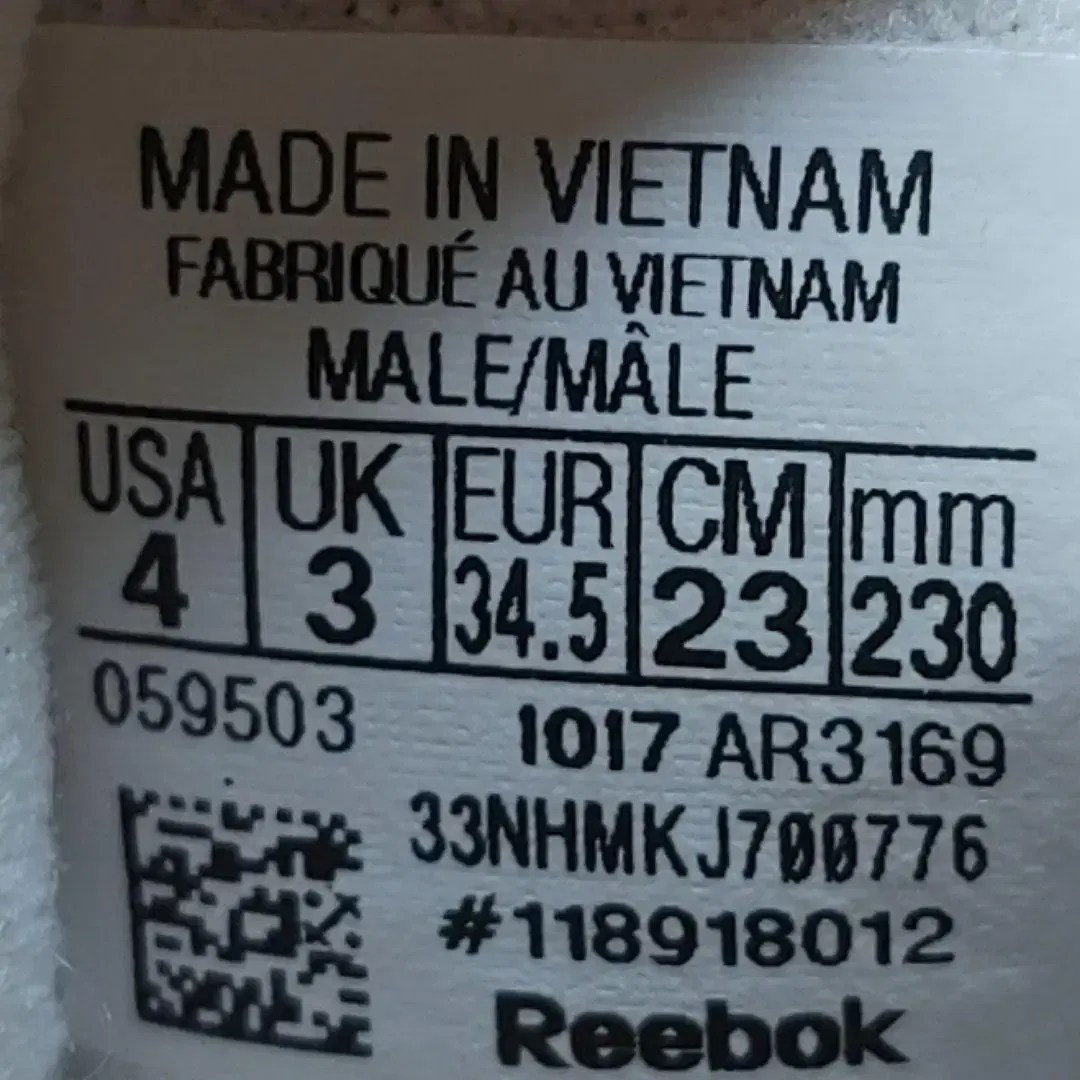 MADE IN VIETNAM
FABRIQUÉ AU VIETNAM
MALE/MÂLE
USA UK EUR CM mm
4 3 34.5 23 230
059503 1017 AR3169
33NHMKJ700776
#118918012
Reebok